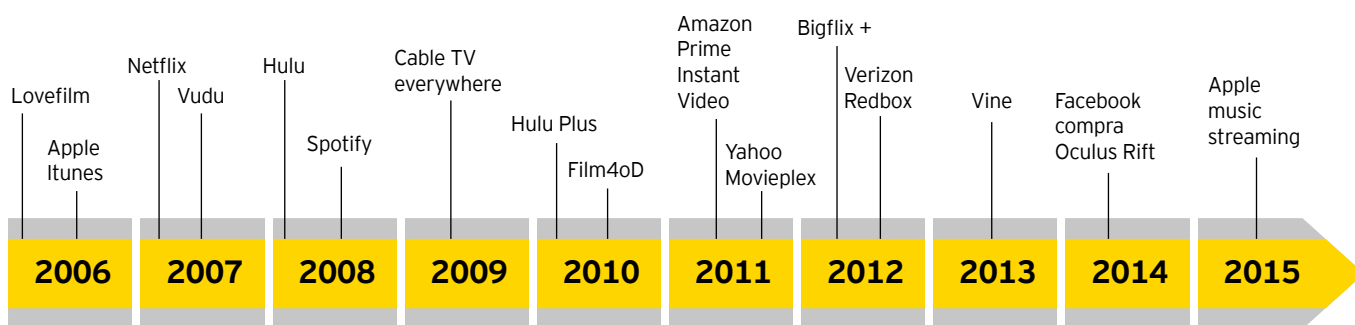 Lovefilm
Apple
Itunes
Netflix
Vudu
Hulu
Spotify
Cable TV
everywhere
Hulu Plus
Film4oD
Amazon
Prime
Instant
Video
Yahoo
Movieplex
Bigflix +
Verizon
Redbox
Vine
Facebook
compra
Oculus Rift
Apple
music
streaming
2006
2007
2008
2009
2010
2011
2012
2013
2014
2015